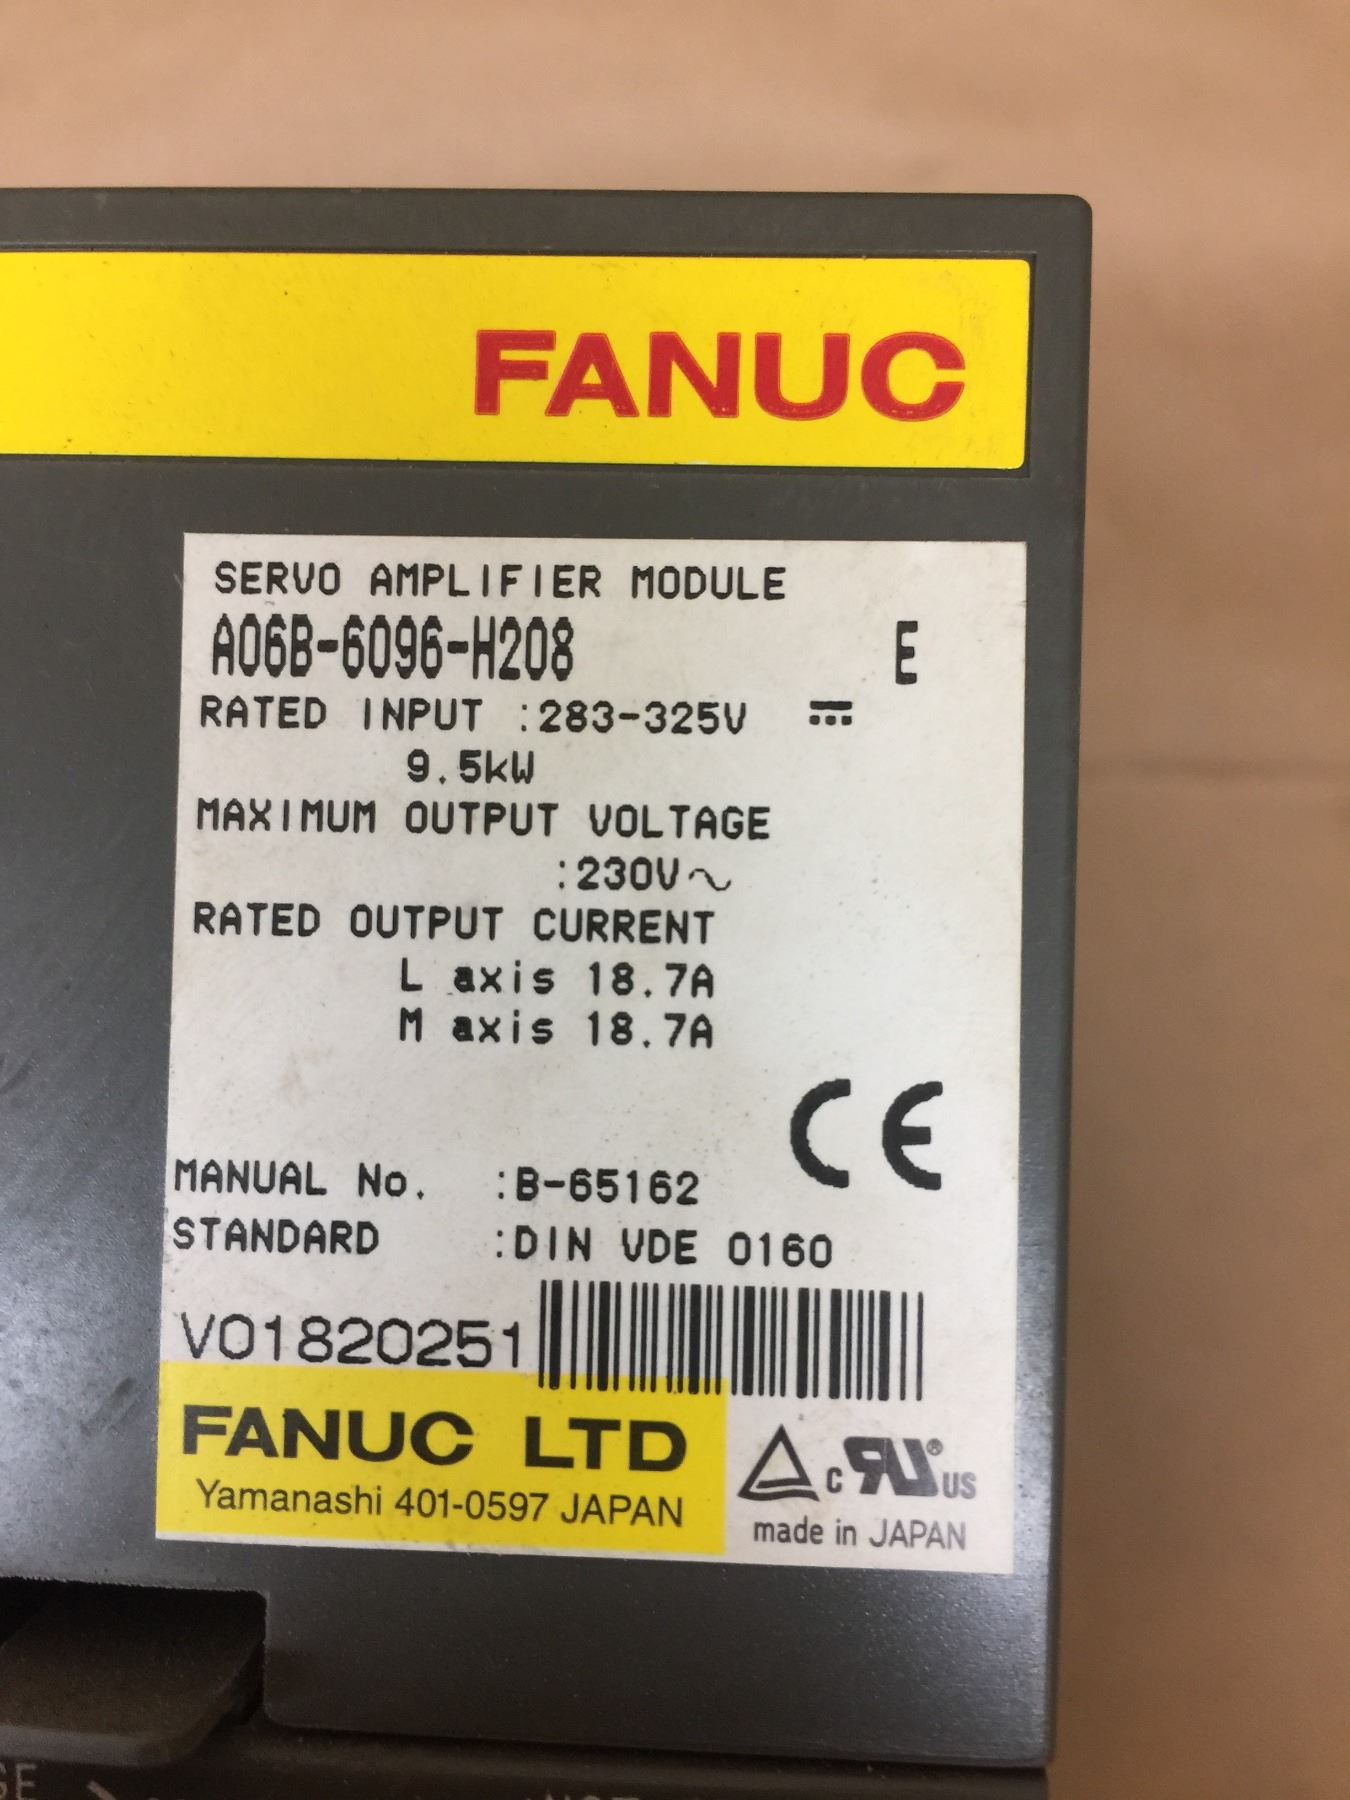 FANUC
SERVO AMPLIFIER MODULE
A06B-6096-H208 E
RATED INPUT :283-325V ⎓
9.5kW
MAXIMUM OUTPUT VOLTAGE
:230V~
RATED OUTPUT CURRENT
L axis 18.7A
M axis 18.7A
CE
MANUAL No. :B-65162
STANDARD :DIN VDE 0160
V01820251
FANUC LTD
Yamanashi 401-0597 JAPAN
c RU® US
made in JAPAN